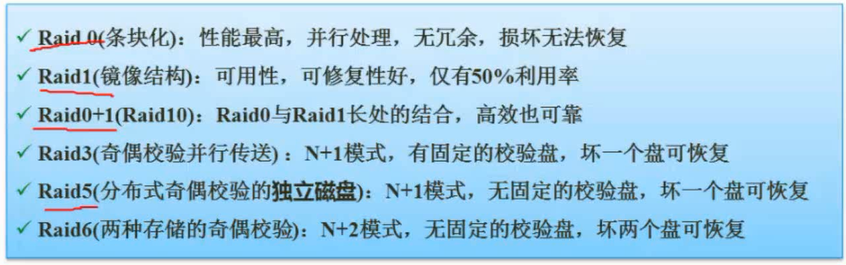 ✓ Raid 0(条块化)：性能最高，并行处理，无冗余，损坏无法恢复
✓ Raid1(镜像结构)：可用性，可修复性好，仅有50%利用率
✓ Raid0+1(Raid10)：Raid0与Raid1长处的结合，高效也可靠
✓ Raid3(奇偶校验并行传送)：N+1模式，有固定的校验盘，坏一个盘可恢复
✓ Raid5(分布式奇偶校验的独立磁盘)：N+1模式，无固定的校验盘，坏一个盘可恢复
✓ Raid6(两种存储的奇偶校验)：N+2模式，无固定的校验盘，坏两个盘可恢复